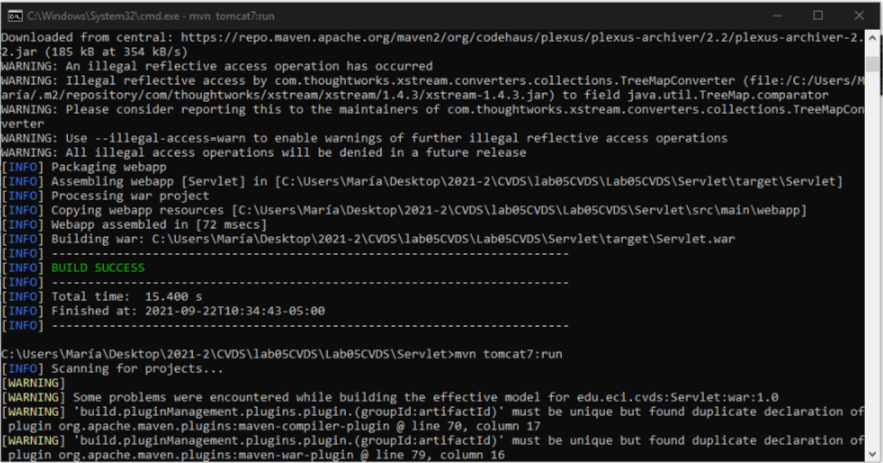 C:\Windows\System32\cmd.exe - mvn tomcat7:run
Downloaded from central: https://repo.maven.apache.org/maven2/org/codehaus/plexus/plexus-archiver/2.2/plexus-archiver-2.
2.jar (185 kB at 354 kB/s)
WARNING: An illegal reflective access operation has occurred
WARNING: Illegal reflective access by com.thoughtworks.xstream.converters.collections.TreeMapConverter (file:/C:/Users/M
aría/.m2/repository/com/thoughtworks/xstream/xstream/1.4.3/xstream-1.4.3.jar) to field java.util.TreeMap.comparator
WARNING: Please consider reporting this to the maintainers of com.thoughtworks.xstream.converters.collections.TreeMapCon
verter
WARNING: Use --illegal-access=warn to enable warnings of further illegal reflective access operations
WARNING: All illegal access operations will be denied in a future release
[INFO] Packaging webapp
[INFO] Assembling webapp [Servlet] in [C:\Users\María\Desktop\2021-2\CVDS\lab05CVDS\Lab05CVDS\Servlet\target\Servlet]
[INFO] Processing war project
[INFO] Copying webapp resources [C:\Users\María\Desktop\2021-2\CVDS\lab05CVDS\Lab05CVDS\Servlet\src\main\webapp]
[INFO] Webapp assembled in [72 msecs]
[INFO] Building war: C:\Users\María\Desktop\2021-2\CVDS\lab05CVDS\Lab05CVDS\Servlet\target\Servlet.war
[INFO] ------------------------------------------------------------------------
[INFO] BUILD SUCCESS
[INFO] ------------------------------------------------------------------------
[INFO] Total time:  15.400 s
[INFO] Finished at: 2021-09-22T10:34:43-05:00
[INFO] ------------------------------------------------------------------------
C:\Users\María\Desktop\2021-2\CVDS\lab05CVDS\Lab05CVDS\Servlet>mvn tomcat7:run
[INFO] Scanning for projects...
[WARNING]
[WARNING] Some problems were encountered while building the effective model for edu.eci.cvds:Servlet:war:1.0
[WARNING] 'build.pluginManagement.plugins.plugin.(groupId:artifactId)' must be unique but found duplicate declaration of
plugin org.apache.maven.plugins:maven-compiler-plugin @ line 70, column 17
[WARNING] 'build.pluginManagement.plugins.plugin.(groupId:artifactId)' must be unique but found duplicate declaration of
plugin org.apache.maven.plugins:maven-war-plugin @ line 79, column 16